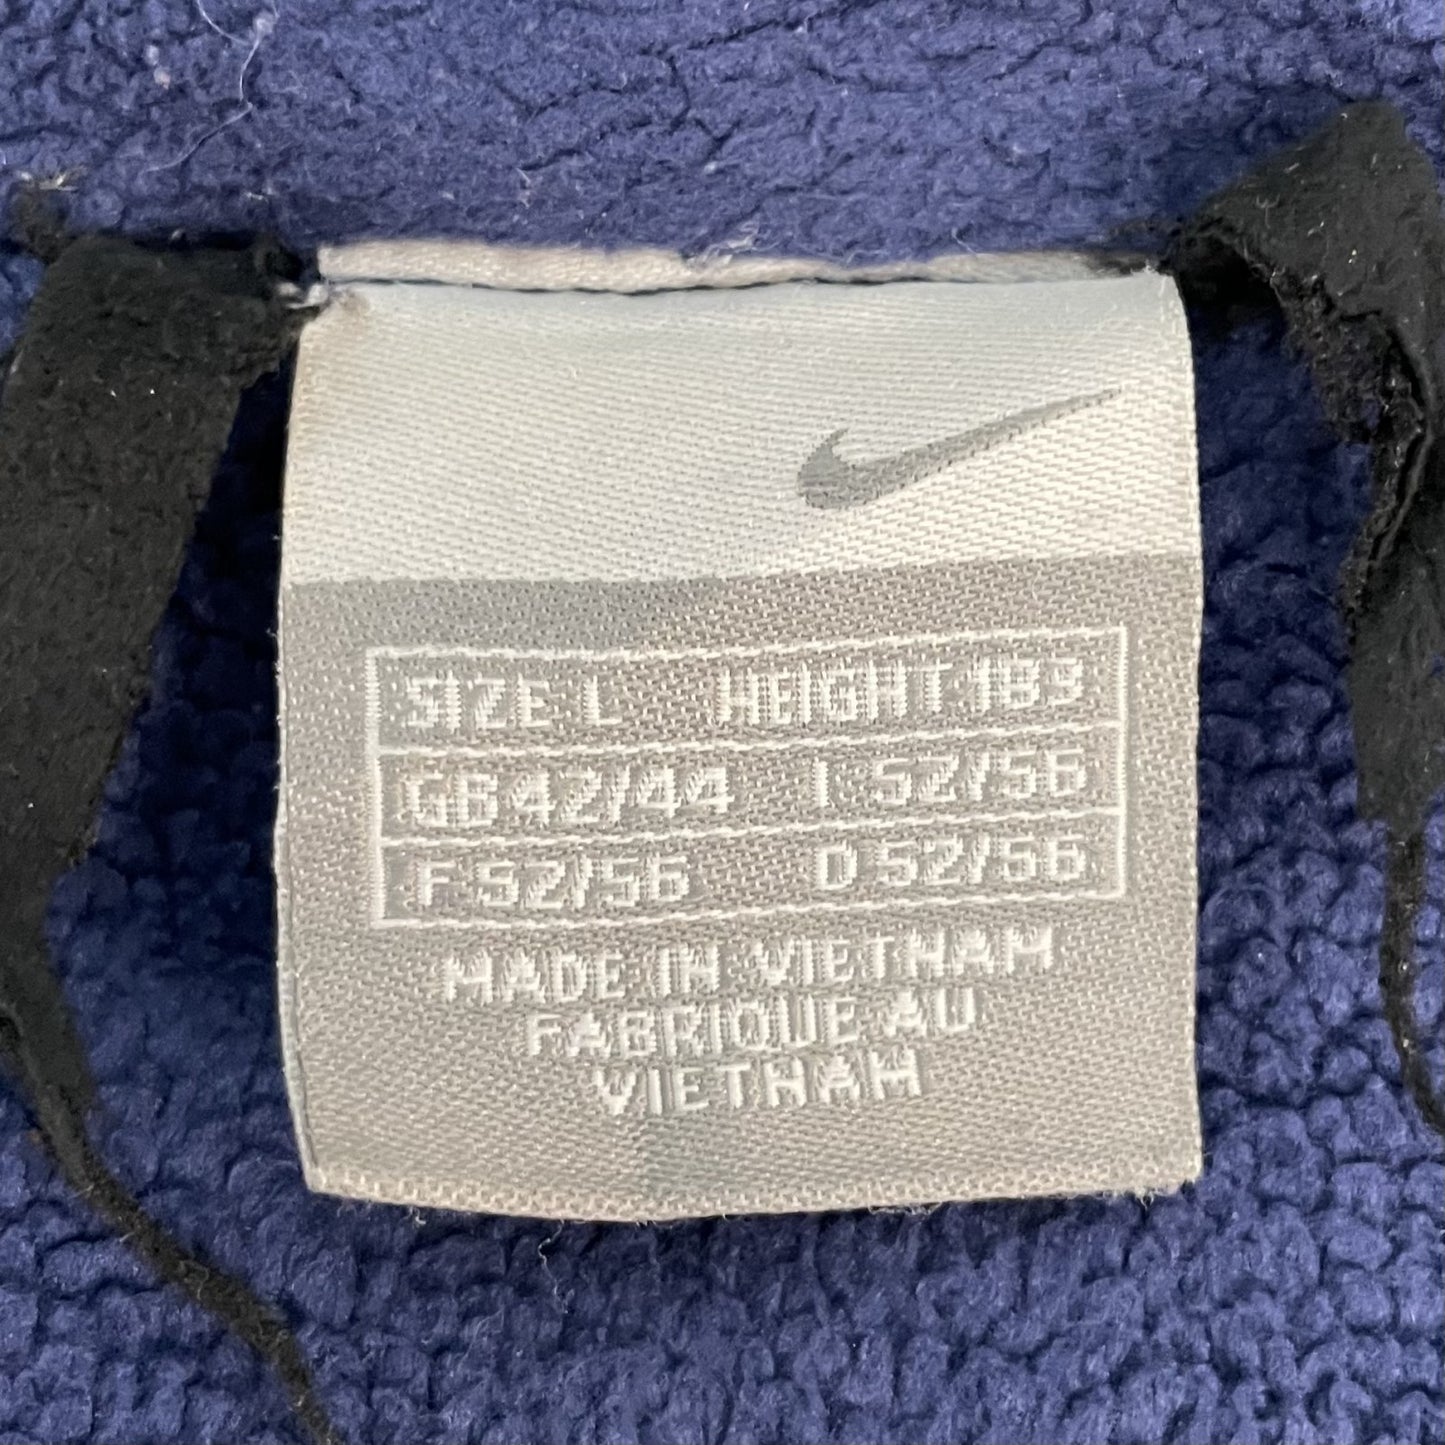 SIZE L HEIGHT 183
GB 42/44 I 52/56
F 52/56 D 52/56
MADE IN VIETNAM
FABRIQUE AU
VIETNAM